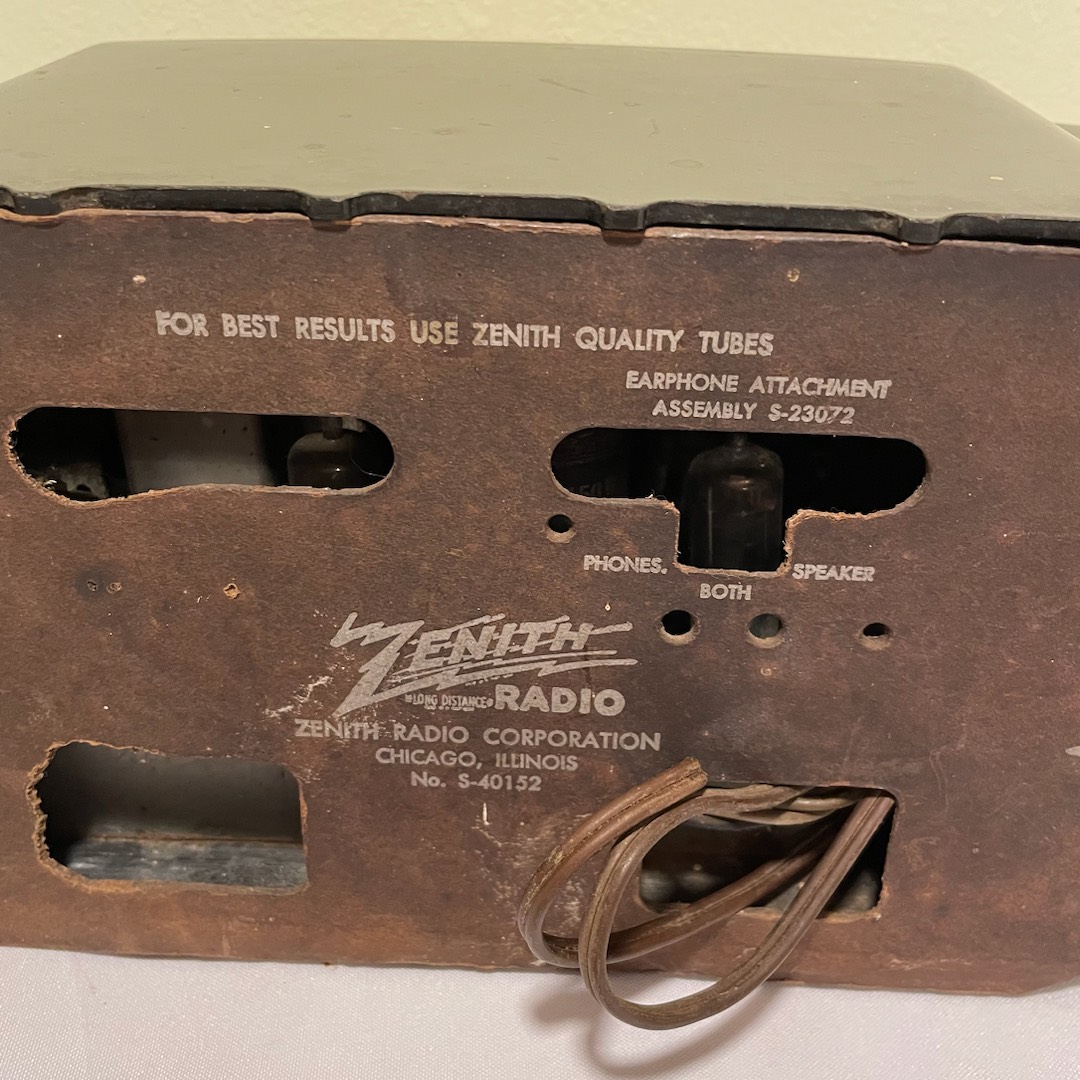 FOR BEST RESULTS USE ZENITH QUALITY TUBES
EARPHONE ATTACHMENT
ASSEMBLY S-23072
PHONES.
SPEAKER
BOTH
ZENITH
LONG DISTANCE RADIO
ZENITH RADIO CORPORATION
CHICAGO, ILLINOIS
No. S-40152